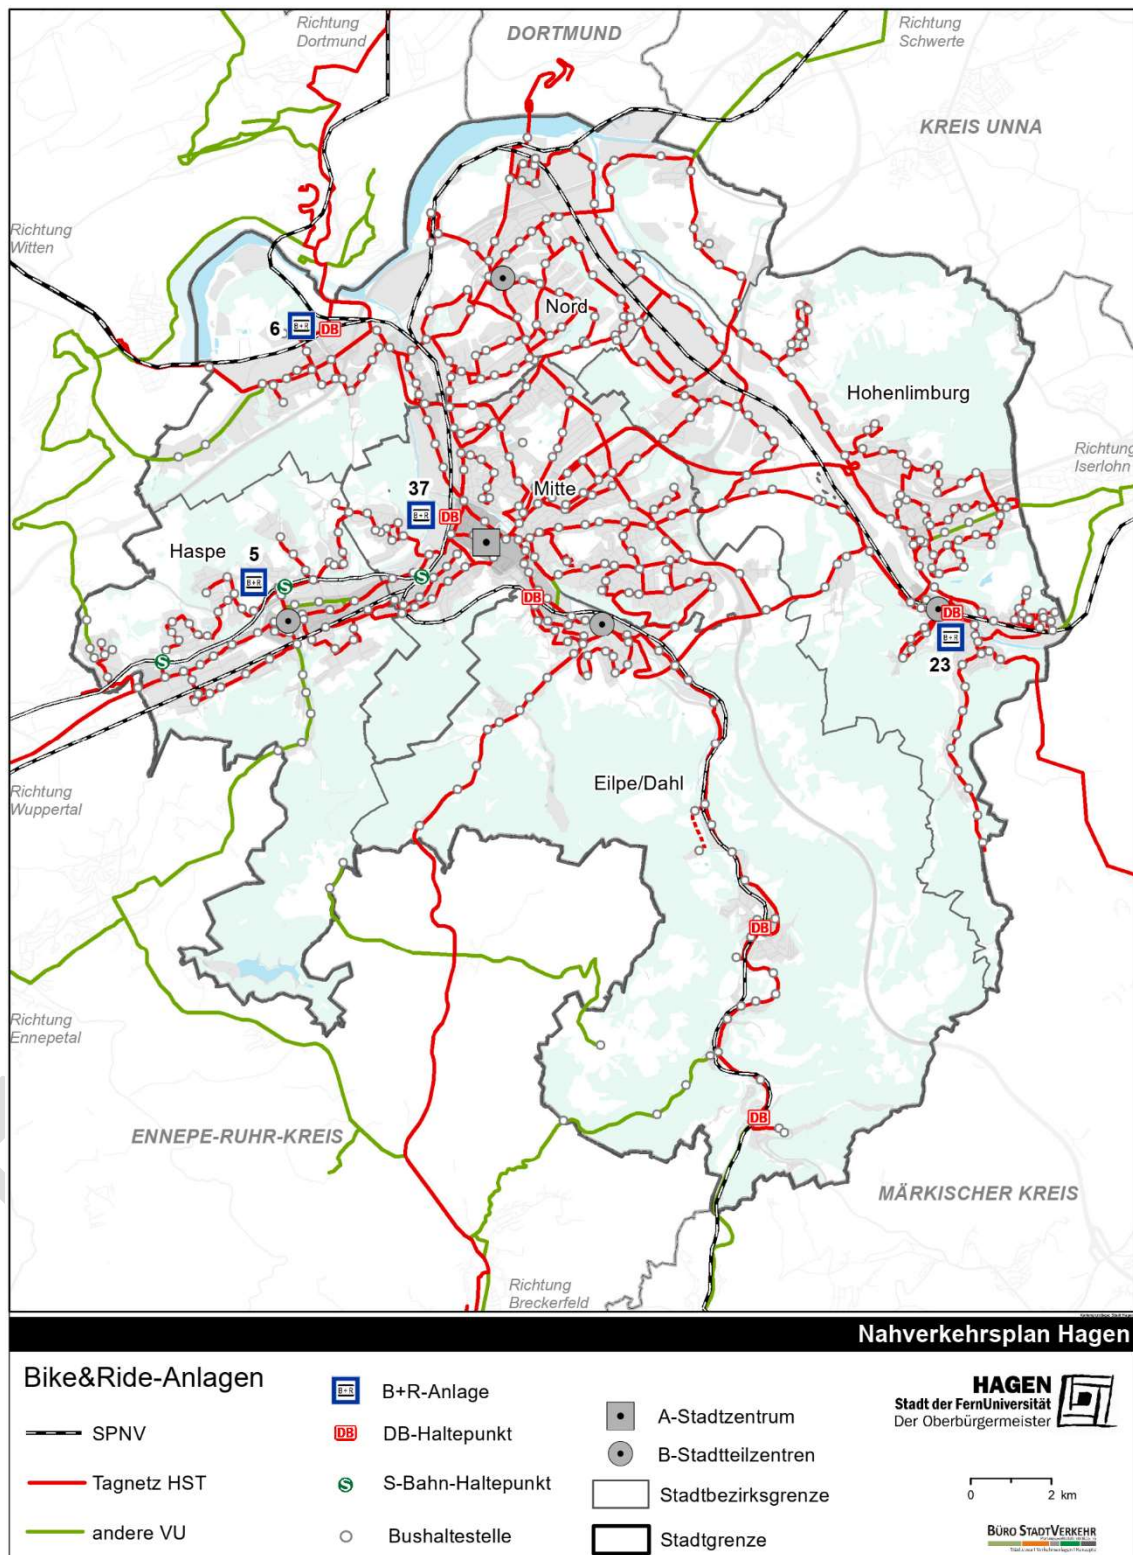 Richtung
Dortmund
DORTMUND
Richtung
Schwerte
KREIS UNNA
Richtung
Witten
6
B+R
DB
Nord
Hohenlimburg
Richtung
Iserlohn
37
B+R
DB
Mitte
Haspe
5
B+R
S
S
DB
DB
B+R
23
S
Richtung
Wuppertal
Eilpe/Dahl
DB
Richtung
Ennepetal
DB
ENNEPE-RUHR-KREIS
MÄRKISCHER KREIS
Richtung
Breckerfeld
Nahverkehrsplan Hagen
Bike&Ride-Anlagen
SPNV
Tagnetz HST
andere VU
B+R
B+R-Anlage
DB
DB-Haltepunkt
S
S-Bahn-Haltepunkt
Bushaltestelle
A-Stadtzentrum
B-Stadtteilzentren
Stadtbezirksgrenze
Stadtgrenze
HAGEN
Stadt der FernUniversität
Der Oberbürgermeister
0 2 km
BÜRO STADTVERKEHR